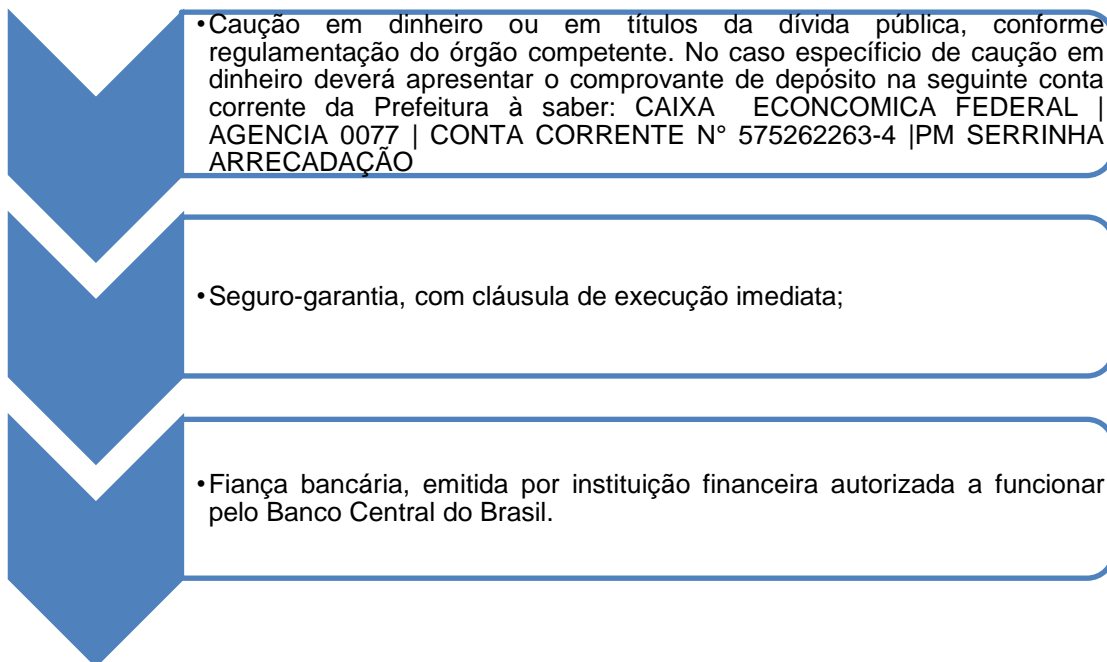 •Caução em dinheiro ou em títulos da dívida pública, conforme
regulamentação do órgão competente. No caso específicio de caução em
dinheiro deverá apresentar o comprovante de depósito na seguinte conta
corrente da Prefeitura à saber: CAIXA ECONCOMICA FEDERAL |
AGENCIA 0077 | CONTA CORRENTE N° 575262263-4 |PM SERRINHA
ARRECADAÇÃO
•Seguro-garantia, com cláusula de execução imediata;
•Fiança bancária, emitida por instituição financeira autorizada a funcionar
pelo Banco Central do Brasil.